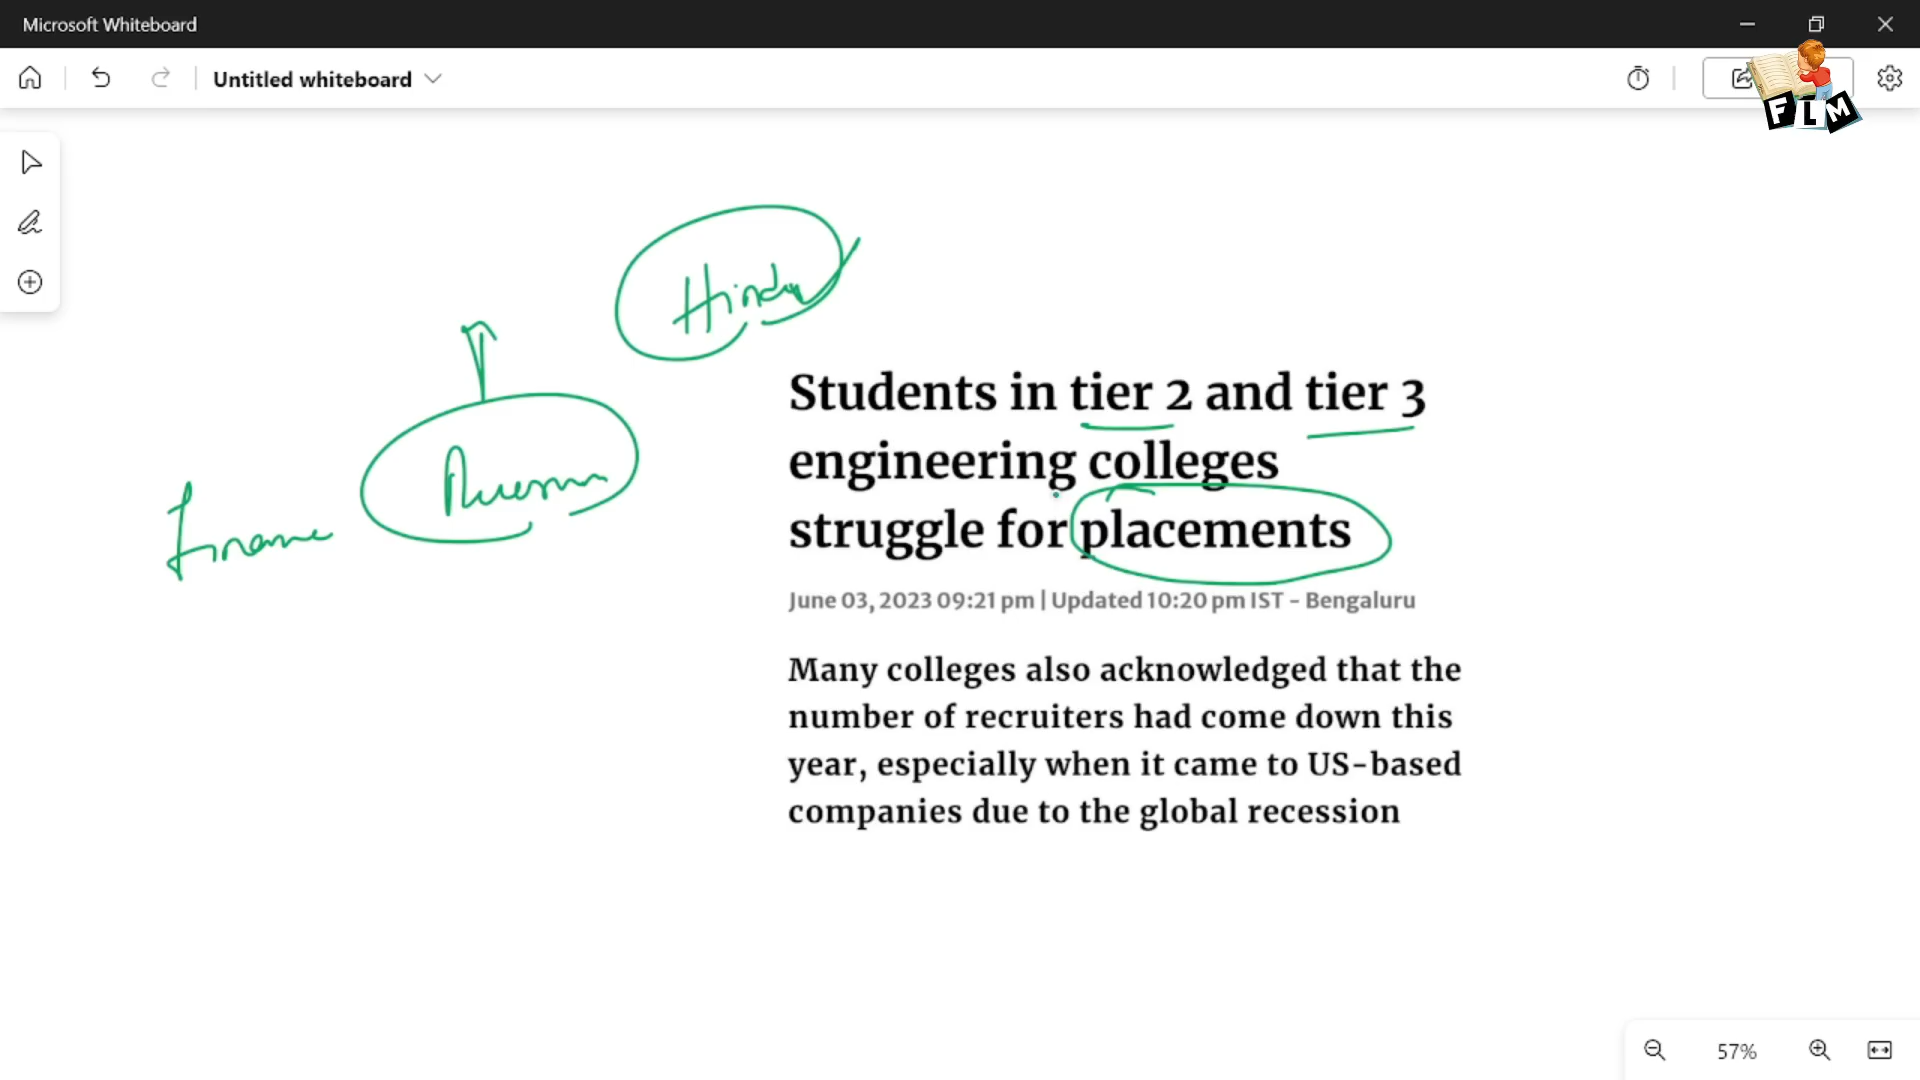 Microsoft Whiteboard
Untitled whiteboard
FLM
Hindu
Students in tier 2 and tier 3
engineering colleges
struggle for placements
June 03, 2023 09:21 pm | Updated 10:20 pm IST - Bengaluru
Many colleges also acknowledged that the
number of recruiters had come down this
year, especially when it came to US-based
companies due to the global recession
57%